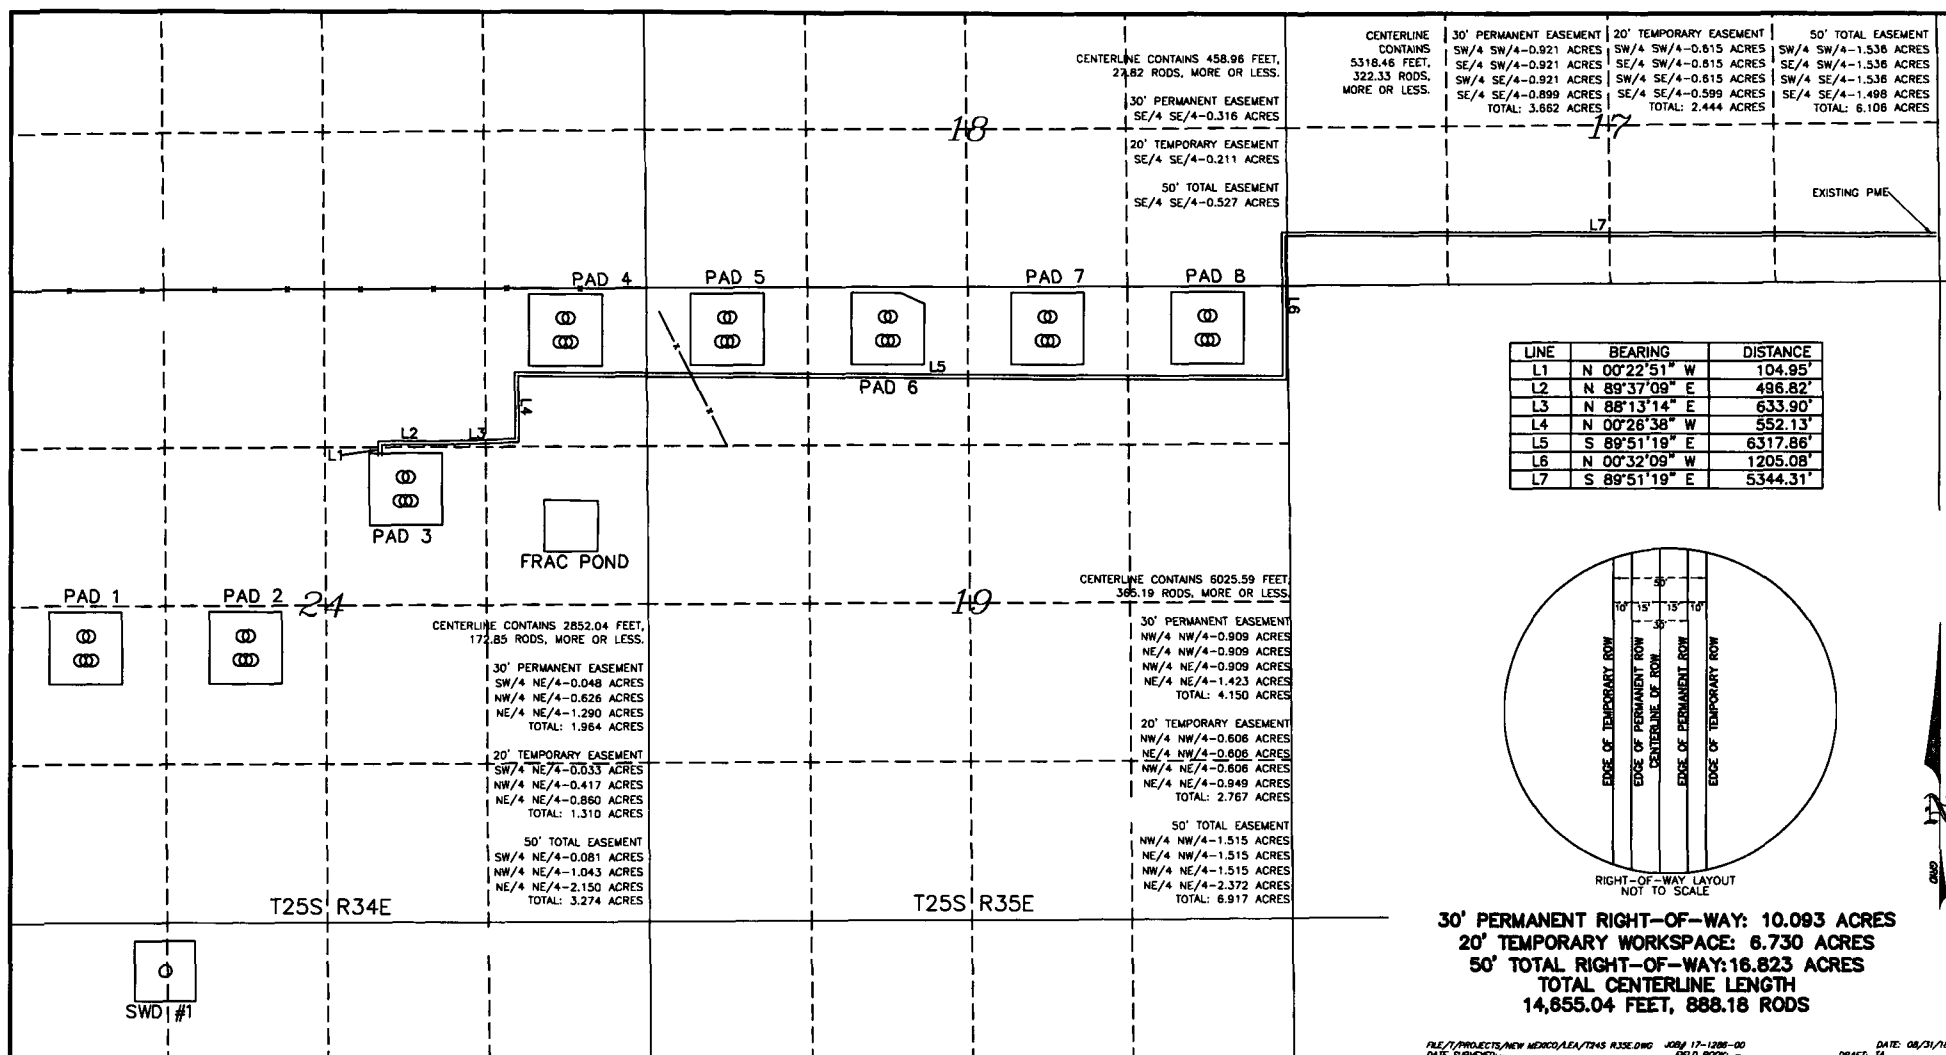 CENTERLINE CONTAINS 458.96 FEET,
27.82 RODS, MORE OR LESS.
30' PERMANENT EASEMENT
SE/4 SE/4-0.316 ACRES
20' TEMPORARY EASEMENT
SE/4 SE/4-0.211 ACRES
50' TOTAL EASEMENT
SE/4 SE/4-0.527 ACRES
18
CENTERLINE
CONTAINS
5318.46 FEET,
322.33 RODS,
MORE OR LESS.
30' PERMANENT EASEMENT
SW/4 SW/4-0.921 ACRES
SE/4 SW/4-0.921 ACRES
SW/4 SE/4-0.921 ACRES
SE/4 SE/4-0.899 ACRES
TOTAL: 3.662 ACRES
20' TEMPORARY EASEMENT
SW/4 SW/4-0.615 ACRES
SE/4 SW/4-0.615 ACRES
SW/4 SE/4-0.615 ACRES
SE/4 SE/4-0.599 ACRES
TOTAL: 2.444 ACRES
50' TOTAL EASEMENT
SW/4 SW/4-1.536 ACRES
SE/4 SW/4-1.536 ACRES
SW/4 SE/4-1.536 ACRES
SE/4 SE/4-1.498 ACRES
TOTAL: 6.106 ACRES
17
EXISTING PME
L7
PAD 4
PAD 5
PAD 7
PAD 8
L6
L5
PAD 6
L4
L2
L3
L1
PAD 3
FRAC POND
PAD 1
PAD 2
24
19
LINE BEARING DISTANCE
L1 N 00°22'51" W 104.95'
L2 N 89°37'09" E 496.82'
L3 N 88°13'14" E 633.90'
L4 N 00°26'38" W 552.13'
L5 S 89°51'19" E 6317.86'
L6 N 00°32'09" W 1205.08'
L7 S 89°51'19" E 5344.31'
CENTERLINE CONTAINS 2852.04 FEET,
172.85 RODS, MORE OR LESS.
30' PERMANENT EASEMENT
SW/4 NE/4-0.048 ACRES
NW/4 NE/4-0.626 ACRES
NE/4 NE/4-1.290 ACRES
TOTAL: 1.964 ACRES
20' TEMPORARY EASEMENT
SW/4 NE/4-0.033 ACRES
NW/4 NE/4-0.417 ACRES
NE/4 NE/4-0.860 ACRES
TOTAL: 1.310 ACRES
50' TOTAL EASEMENT
SW/4 NE/4-0.081 ACRES
NW/4 NE/4-1.043 ACRES
NE/4 NE/4-2.150 ACRES
TOTAL: 3.274 ACRES
CENTERLINE CONTAINS 6025.59 FEET,
365.19 RODS, MORE OR LESS.
30' PERMANENT EASEMENT
NW/4 NW/4-0.909 ACRES
NE/4 NW/4-0.909 ACRES
NW/4 NE/4-0.909 ACRES
NE/4 NE/4-1.423 ACRES
TOTAL: 4.150 ACRES
20' TEMPORARY EASEMENT
NW/4 NW/4-0.606 ACRES
NE/4 NW/4-0.606 ACRES
NW/4 NE/4-0.606 ACRES
NE/4 NE/4-0.949 ACRES
TOTAL: 2.767 ACRES
50' TOTAL EASEMENT
NW/4 NW/4-1.515 ACRES
NE/4 NW/4-1.515 ACRES
NW/4 NE/4-1.515 ACRES
NE/4 NE/4-2.372 ACRES
TOTAL: 6.917 ACRES
T25S R34E
T25S R35E
SWD #1
50'
10' 15' 15' 10'
30'
EDGE OF TEMPORARY ROW
EDGE OF PERMANENT ROW
CENTERLINE OF ROW
EDGE OF PERMANENT ROW
EDGE OF TEMPORARY ROW
RIGHT-OF-WAY LAYOUT
NOT TO SCALE
GRID
30' PERMANENT RIGHT-OF-WAY: 10.093 ACRES
20' TEMPORARY WORKSPACE: 6.730 ACRES
50' TOTAL RIGHT-OF-WAY:16.823 ACRES
TOTAL CENTERLINE LENGTH
14,655.04 FEET, 888.18 RODS
FILE/T/PROJECTS/NEW MEXICO/LEA/T24S R35E.DWG JOB# 17-1286-00 DATE: 08/31/18